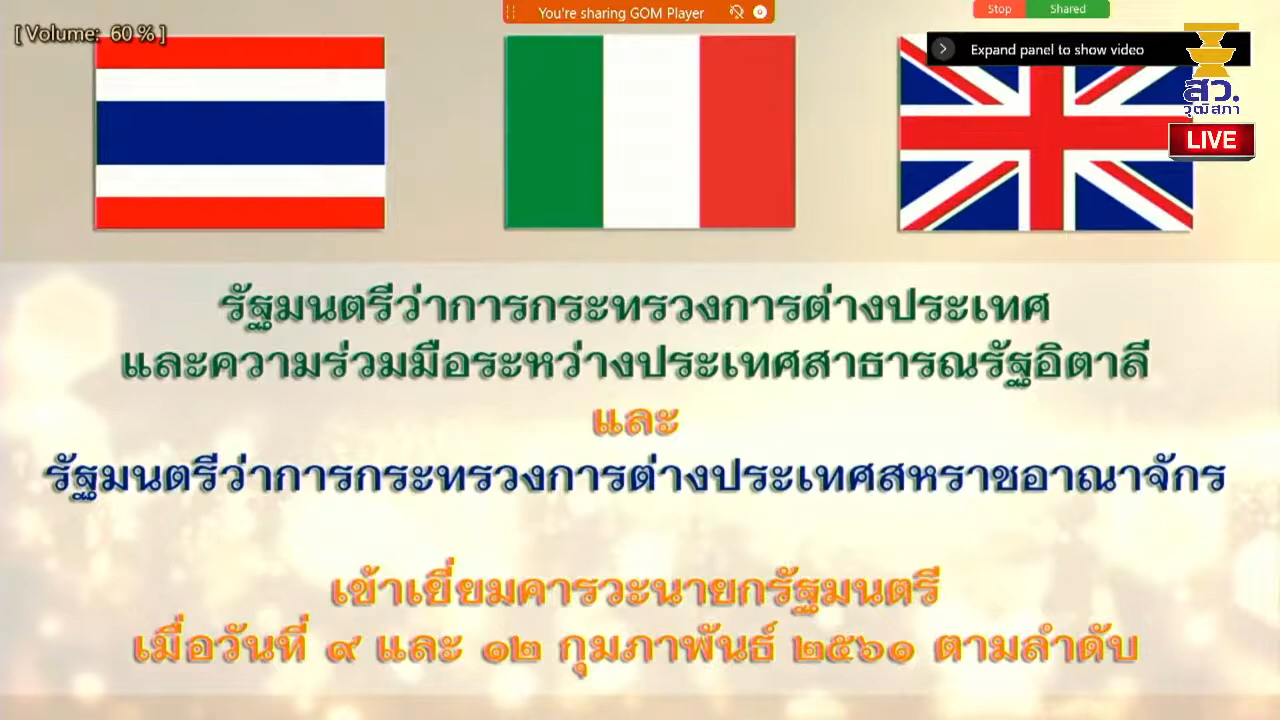 You're sharing GOM Player
Stop Shared
[ Volume: 60 % ]
Expand panel to show video
สว.
วุฒิสภา
LIVE
รัฐมนตรีว่าการกระทรวงการต่างประเทศ
และความร่วมมือระหว่างประเทศสาธารณรัฐอิตาลี
และ
รัฐมนตรีว่าการกระทรวงการต่างประเทศสหราชอาณาจักร
เข้าเยี่ยมคารวะนายกรัฐมนตรี
เมื่อวันที่ ๙ และ ๑๒ กุมภาพันธ์ ๒๕๖๑ ตามลำดับ